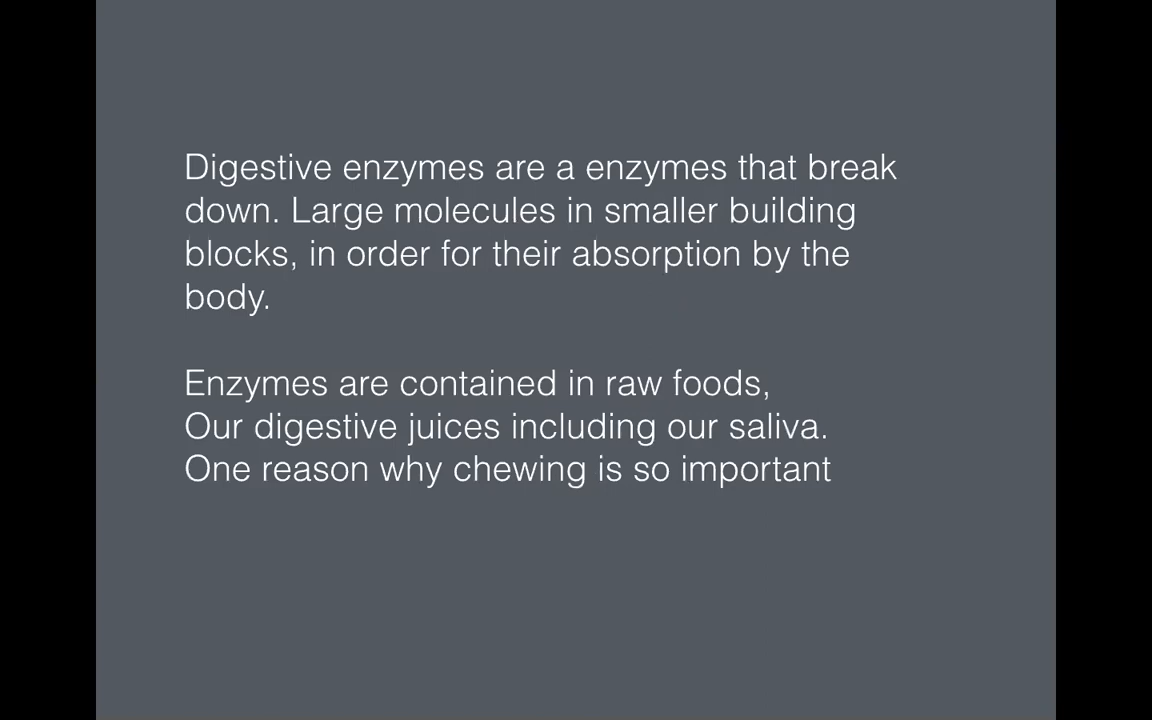 Digestive enzymes are a enzymes that break
down. Large molecules in smaller building
blocks, in order for their absorption by the
body.
Enzymes are contained in raw foods,
Our digestive juices including our saliva.
One reason why chewing is so important